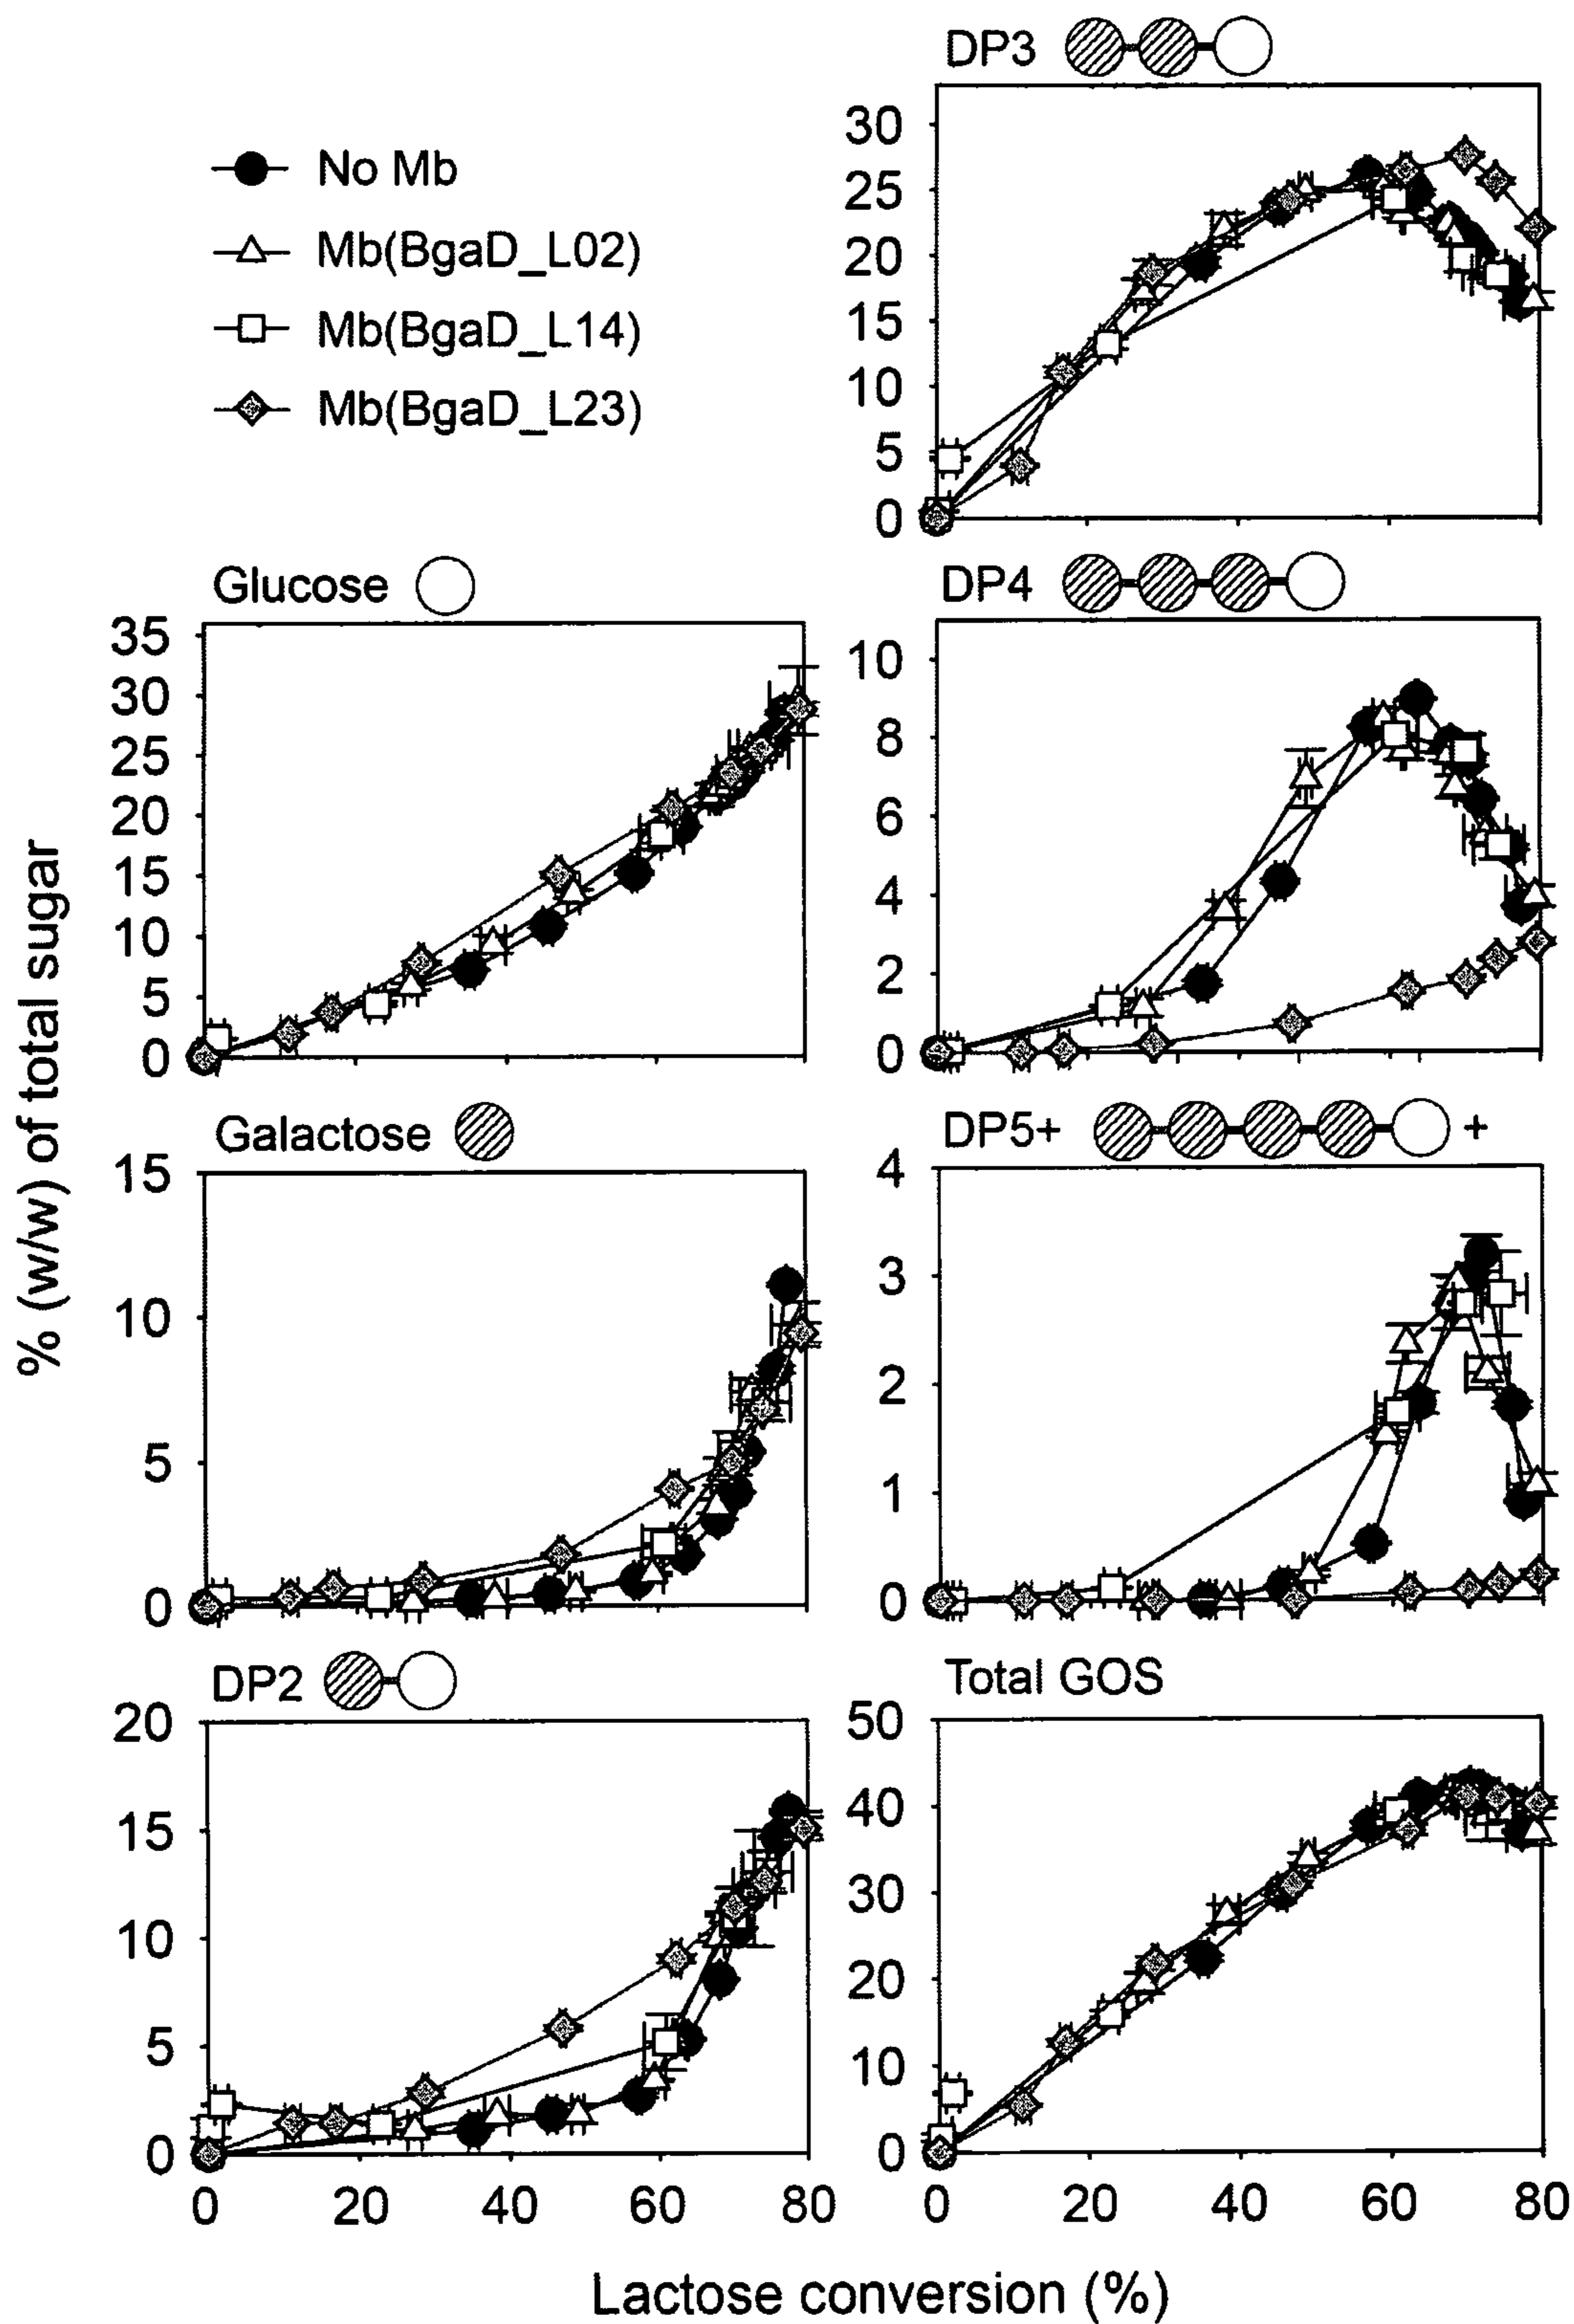 No Mb
Mb(BgaD_L02)
Mb(BgaD_L14)
Mb(BgaD_L23)
DP3
30
25
20
15
10
5
0
Glucose
35
30
25
20
15
10
5
0
DP4
10
8
6
4
2
0
% (w/w) of total sugar
Galactose
15
10
5
0
DP5+ +
4
3
2
1
0
DP2
20
15
10
5
0
0 20 40 60 80
Total GOS
50
40
30
20
10
0
0 20 40 60 80
Lactose conversion (%)